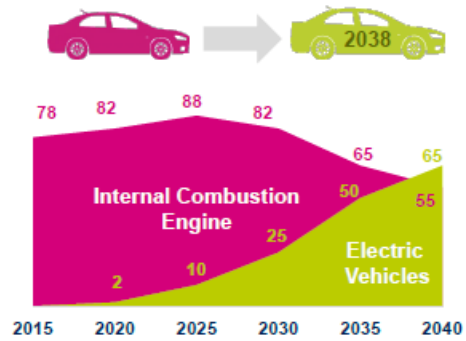 2038
78 82 88 82 65 65
Internal Combustion
Engine
2 10 25 50 55
Electric
Vehicles
2015 2020 2025 2030 2035 2040